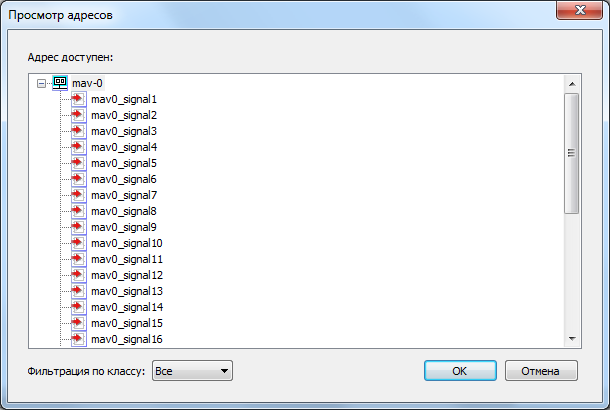 Просмотр адресов
Адрес доступен:
mav-0
mav0_signal1
mav0_signal2
mav0_signal3
mav0_signal4
mav0_signal5
mav0_signal6
mav0_signal7
mav0_signal8
mav0_signal9
mav0_signal10
mav0_signal11
mav0_signal12
mav0_signal13
mav0_signal14
mav0_signal15
mav0_signal16
Фильтрация по классу: Все OK Отмена